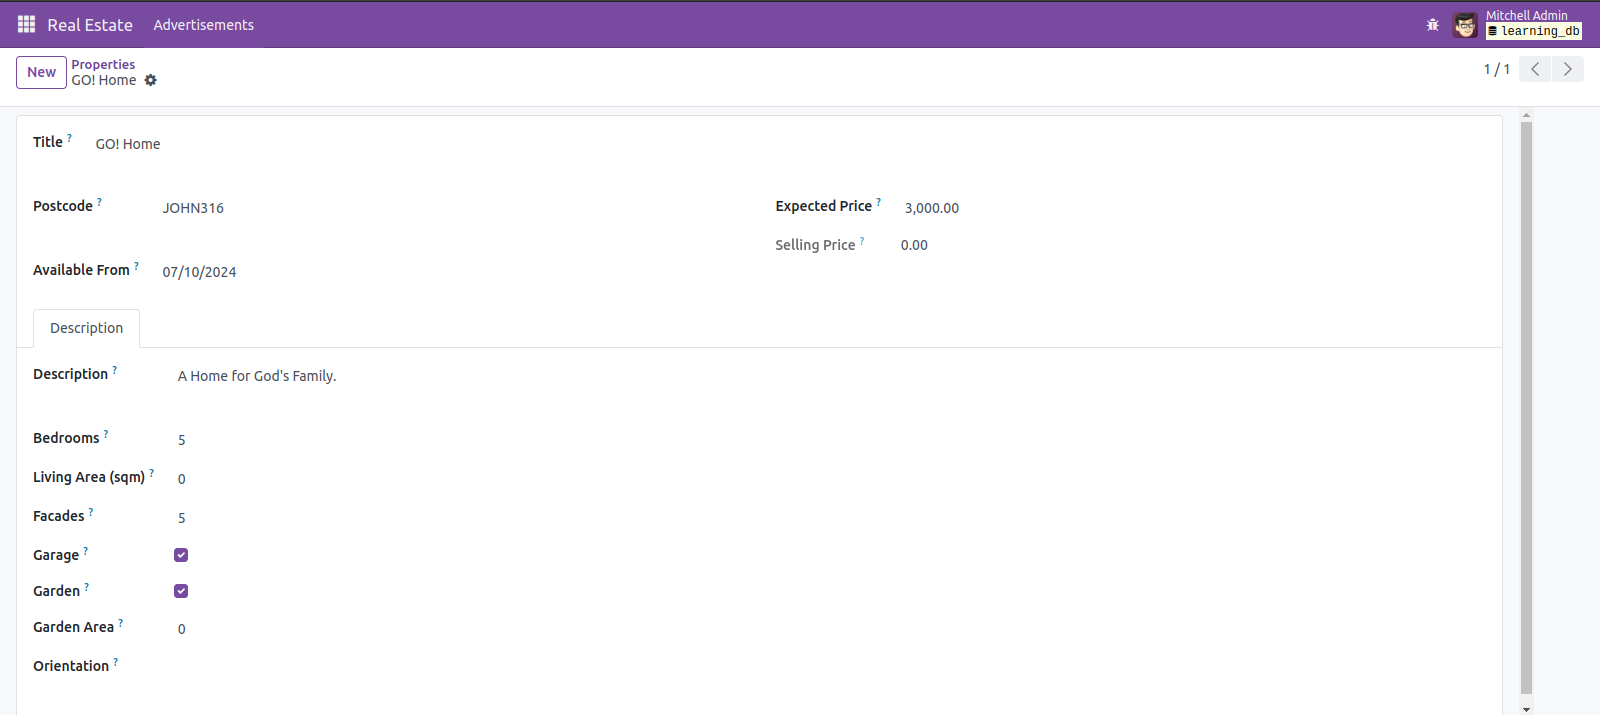 Real Estate Advertisements
Mitchell Admin
learning_db
New
Properties
GO! Home
1 / 1
Title ? GO! Home
Postcode ? JOHN316
Expected Price ? 3,000.00
Selling Price ? 0.00
Available From ? 07/10/2024
Description
Description ? A Home for God's Family.
Bedrooms ? 5
Living Area (sqm) ? 0
Facades ? 5
Garage ?
Garden ?
Garden Area ? 0
Orientation ?